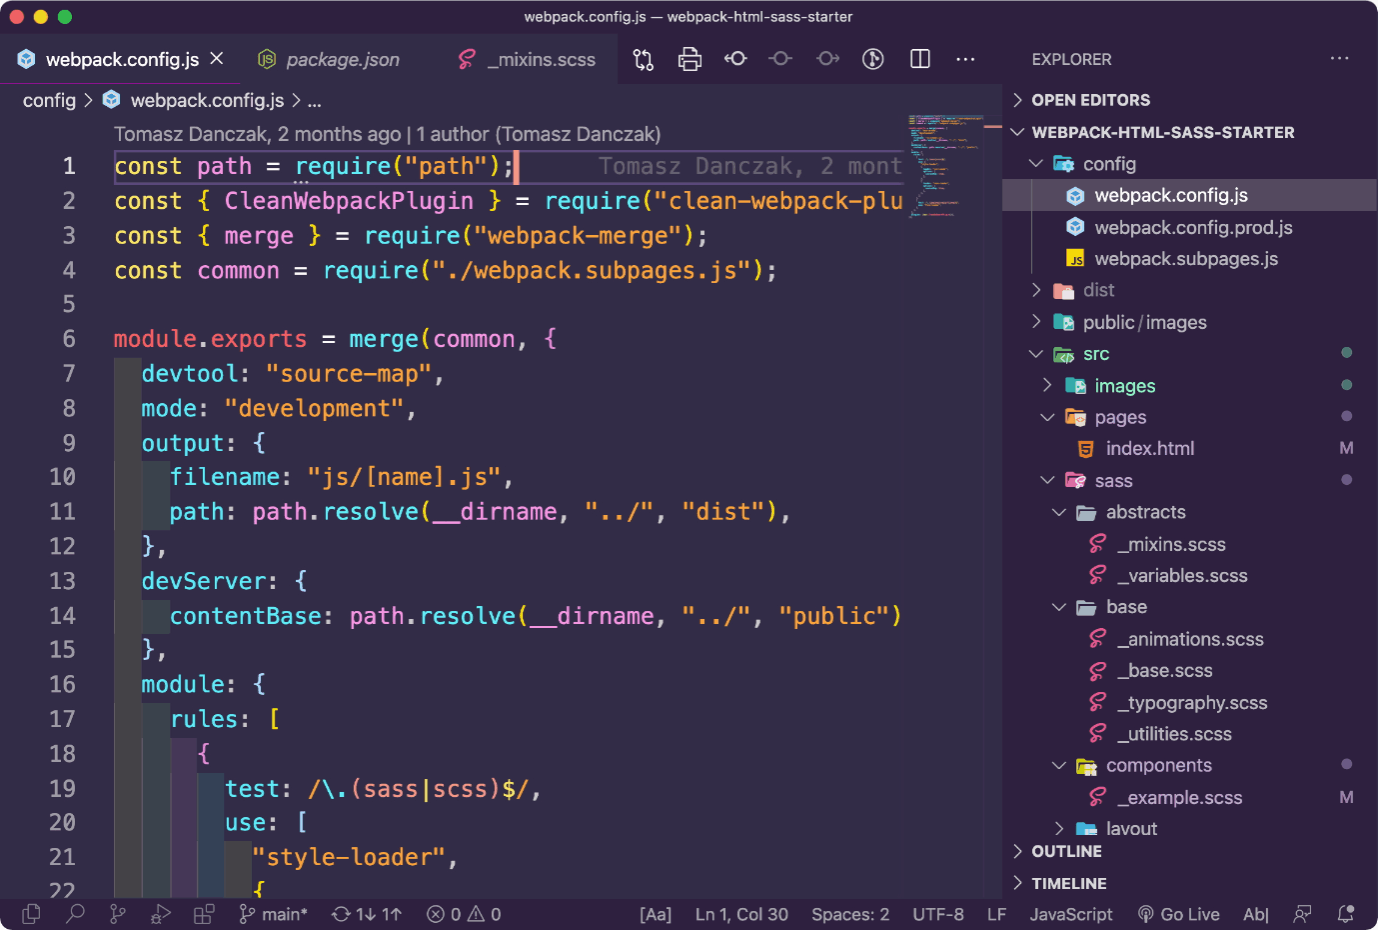 webpack.config.js — webpack-html-sass-starter
webpack.config.js package.json _mixins.scss
config > webpack.config.js > ...
Tomasz Danczak, 2 months ago | 1 author (Tomasz Danczak)
1 const path = require("path"); Tomasz Danczak, 2 mont
2 const { CleanWebpackPlugin } = require("clean-webpack-plu
3 const { merge } = require("webpack-merge");
4 const common = require("./webpack.subpages.js");
5
6 module.exports = merge(common, {
7 devtool: "source-map",
8 mode: "development",
9 output: {
10 filename: "js/[name].js",
11 path: path.resolve(__dirname, "../", "dist"),
12 },
13 devServer: {
14 contentBase: path.resolve(__dirname, "../", "public")
15 },
16 module: {
17 rules: [
18 {
19 test: /\.(sass|scss)$/,
20 use: [
21 "style-loader",
22 {
EXPLORER
OPEN EDITORS
WEBPACK-HTML-SASS-STARTER
config
webpack.config.js
webpack.config.prod.js
JS webpack.subpages.js
dist
public/images
src
images
pages
index.html M
sass
abstracts
_mixins.scss
_variables.scss
base
_animations.scss
_base.scss
_typography.scss
_utilities.scss
components
_example.scss M
layout
OUTLINE
TIMELINE
main* 1↓ 1↑ 0 0 [Aa] Ln 1, Col 30 Spaces: 2 UTF-8 LF JavaScript Go Live Ab|